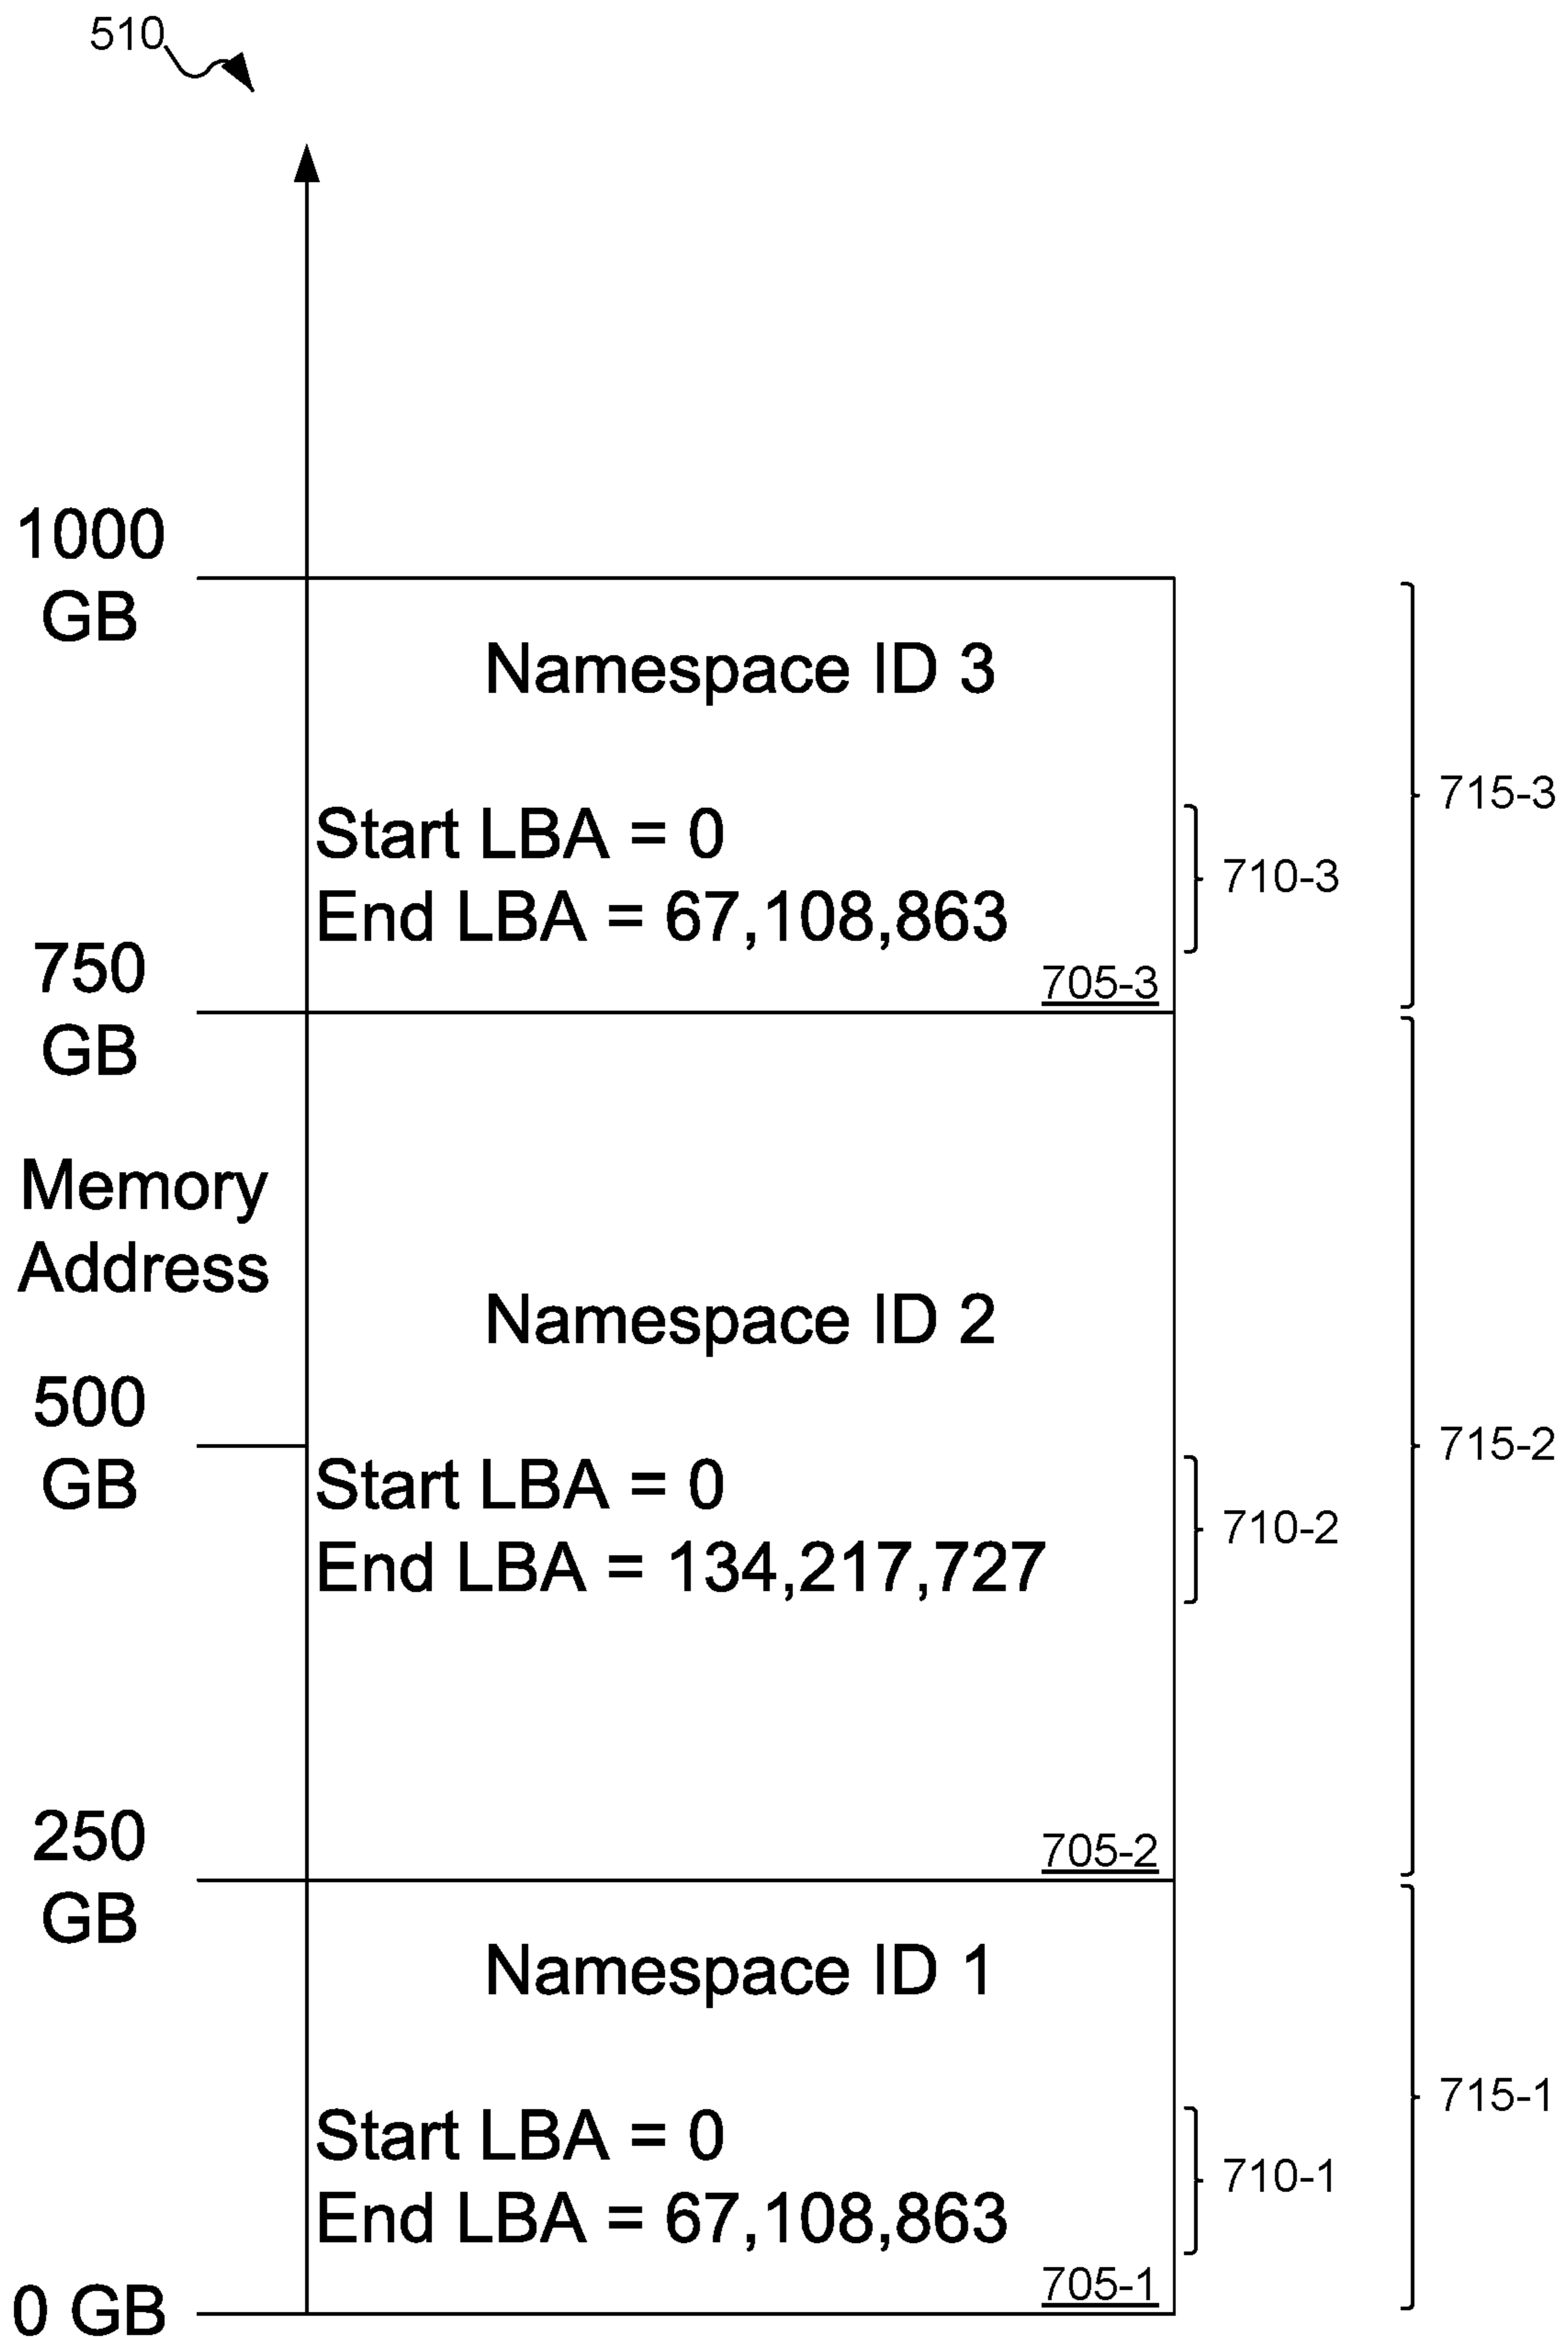 510
1000
GB
Namespace ID 3
Start LBA = 0
End LBA = 67,108,863
705-3
710-3
715-3
750
GB
Memory
Address
Namespace ID 2
500
GB
Start LBA = 0
End LBA = 134,217,727
710-2
715-2
705-2
250
GB
Namespace ID 1
Start LBA = 0
End LBA = 67,108,863
710-1
715-1
705-1
0 GB